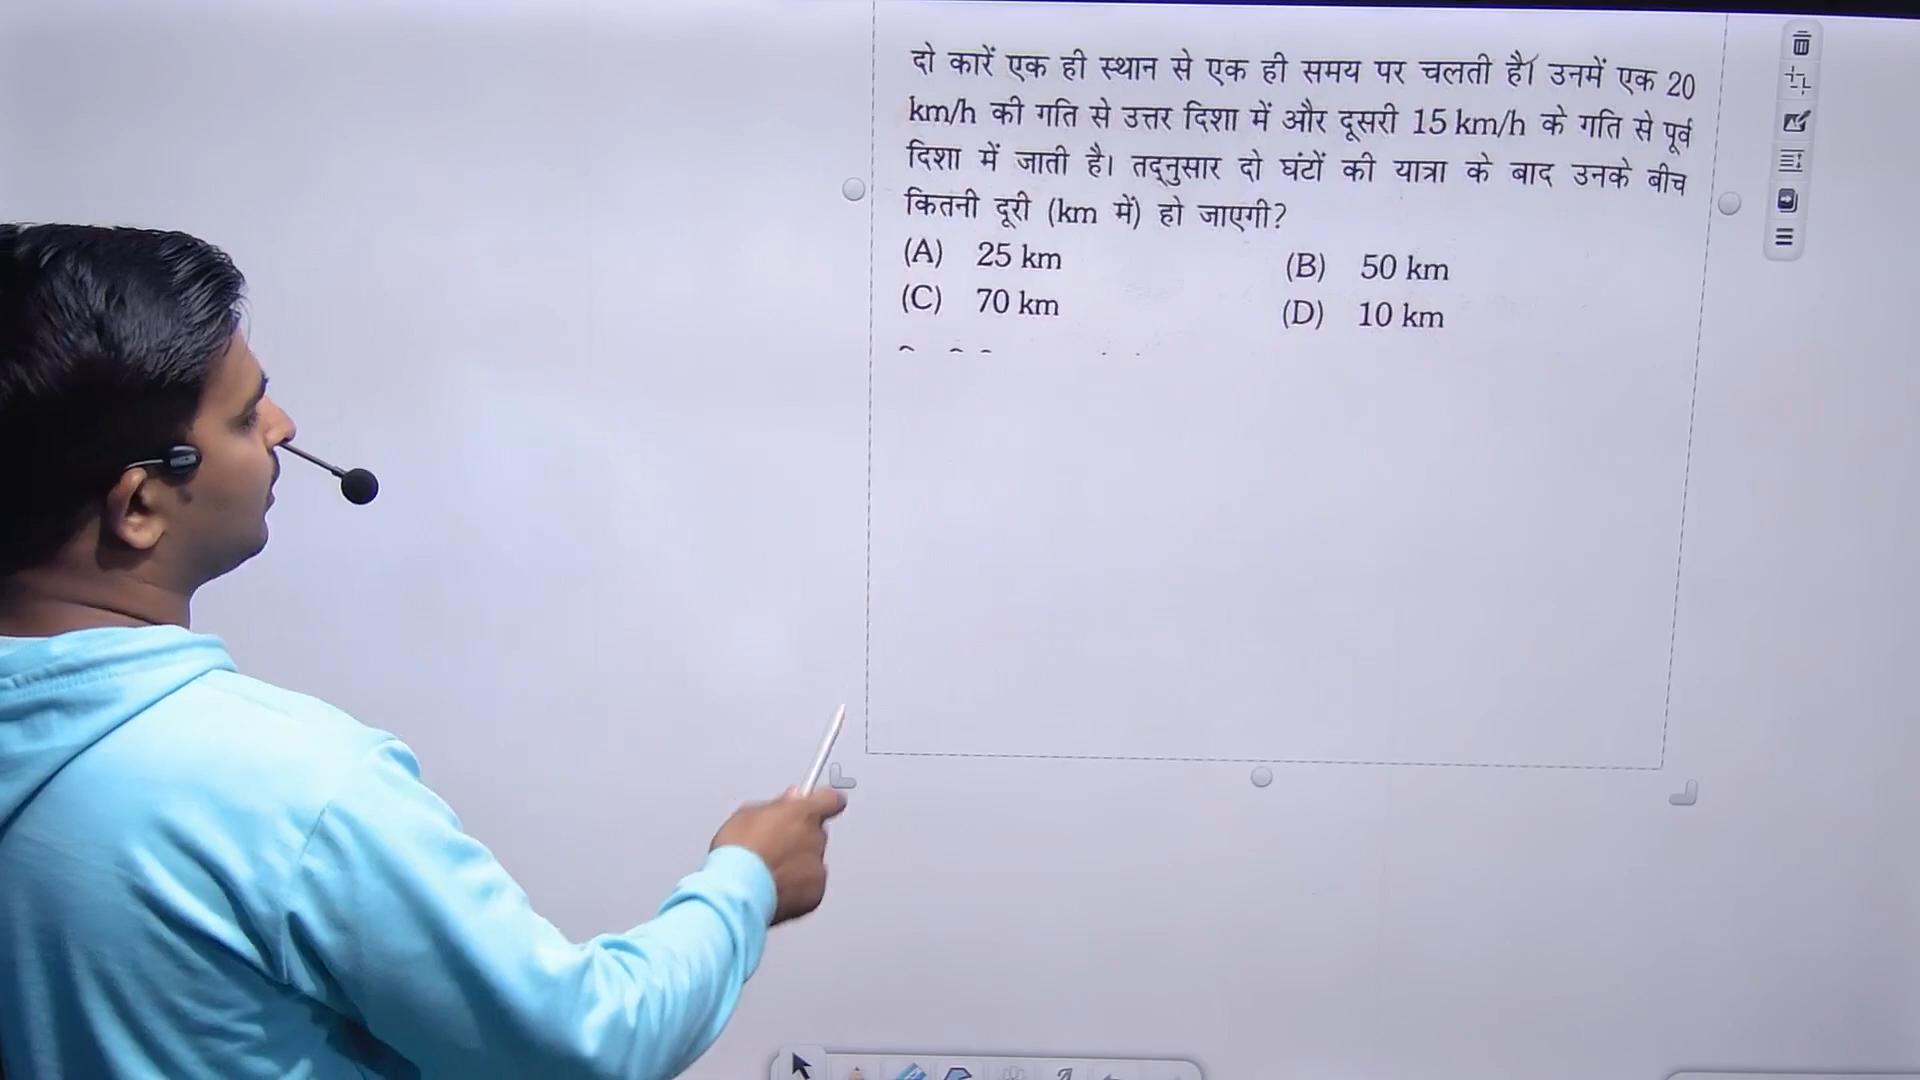 दो कारें एक ही स्थान से एक ही समय पर चलती है। उनमें एक 20
km/h की गति से उत्तर दिशा में और दूसरी 15 km/h के गति से पूर्व
दिशा में जाती है। तद्नुसार दो घंटों की यात्रा के बाद उनके बीच
कितनी दूरी (km में) हो जाएगी?
(A) 25 km (B) 50 km
(C) 70 km (D) 10 km